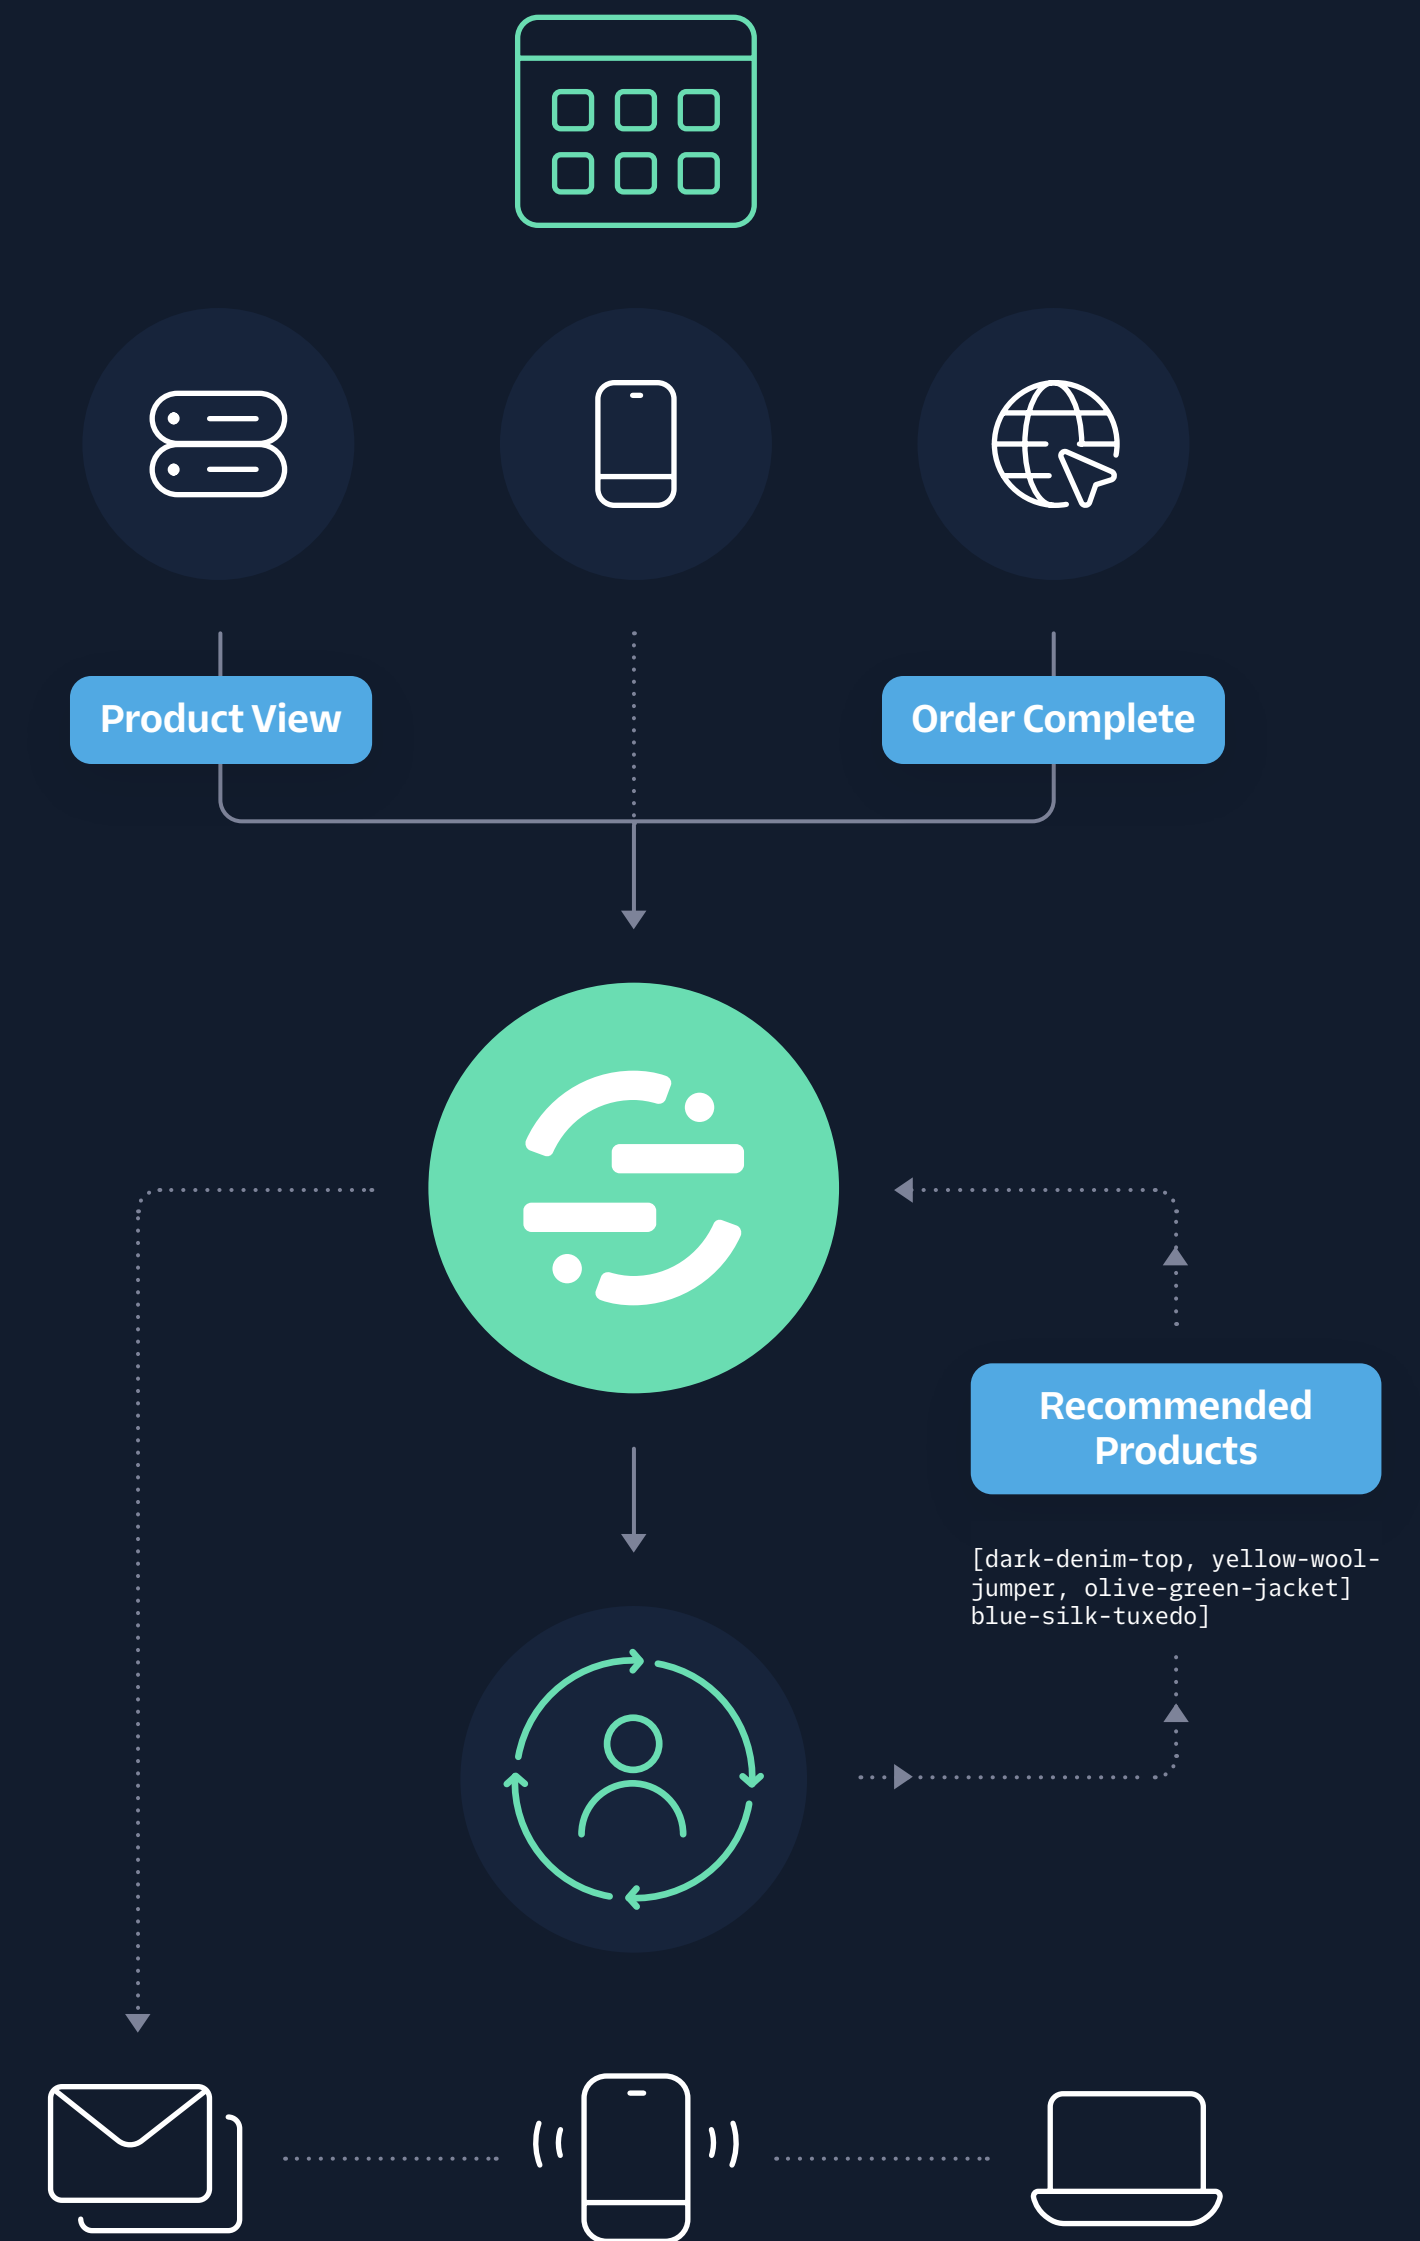 Product View
Order Complete
Recommended
Products
[dark-denim-top, yellow-wool-
jumper, olive-green-jacket]
blue-silk-tuxedo]